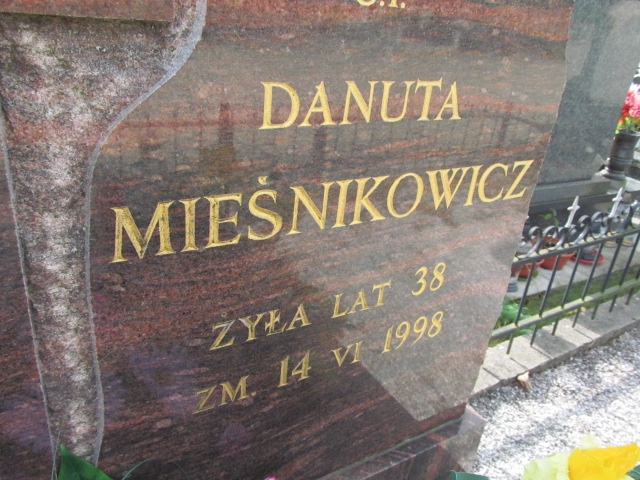 Ś.P.
DANUTA
MIEŚNIKOWICZ
ŻYŁA LAT 38
ZM. 14 VI 1998